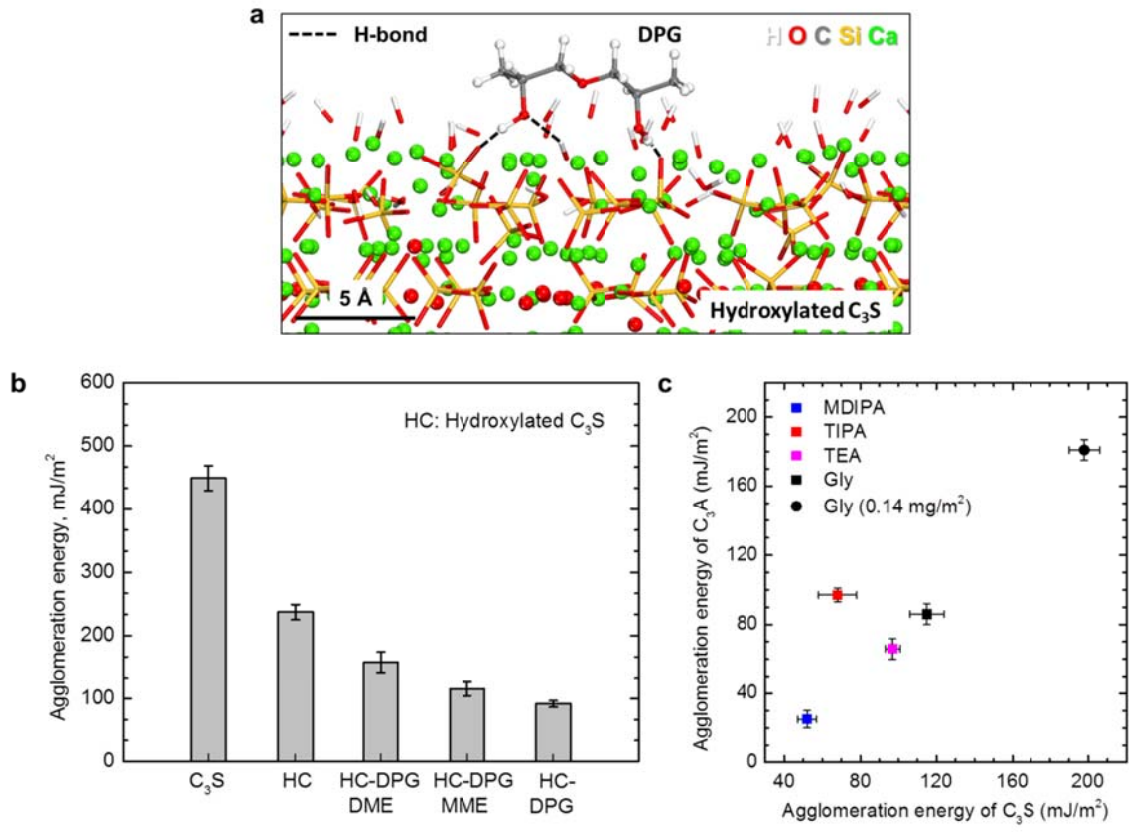 a
H-bond
DPG
H O C Si Ca
5 Å
Hydroxylated C₃S
b
Agglomeration energy, mJ/m²
600
500
400
300
200
100
0
HC: Hydroxylated C₃S
C₃S
HC
HC-DPG
DME
HC-DPG
MME
HC-
DPG
c
Agglomeration energy of C₃A (mJ/m²)
200
160
120
80
40
0
MDIPA
TIPA
TEA
Gly
Gly (0.14 mg/m²)
40
80
120
160
200
Agglomeration energy of C₃S (mJ/m²)